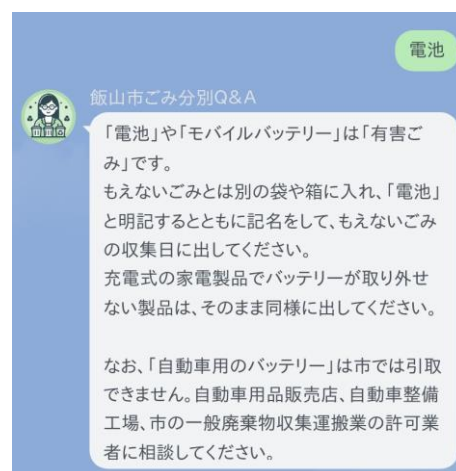 電池
飯山市ごみ分別Q&A
「電池」や「モバイルバッテリー」は「有害ご
み」です。
もえないごみとは別の袋や箱に入れ、「電池」
と明記するとともに記名をして、もえないごみ
の収集日に出してください。
充電式の家電製品でバッテリーが取り外せ
ない製品は、そのまま同様に出してください。
なお、「自動車用のバッテリー」は市では引取
できません。自動車用品販売店、自動車整備
工場、市の一般廃棄物収集運搬業の許可業
者に相談してください。